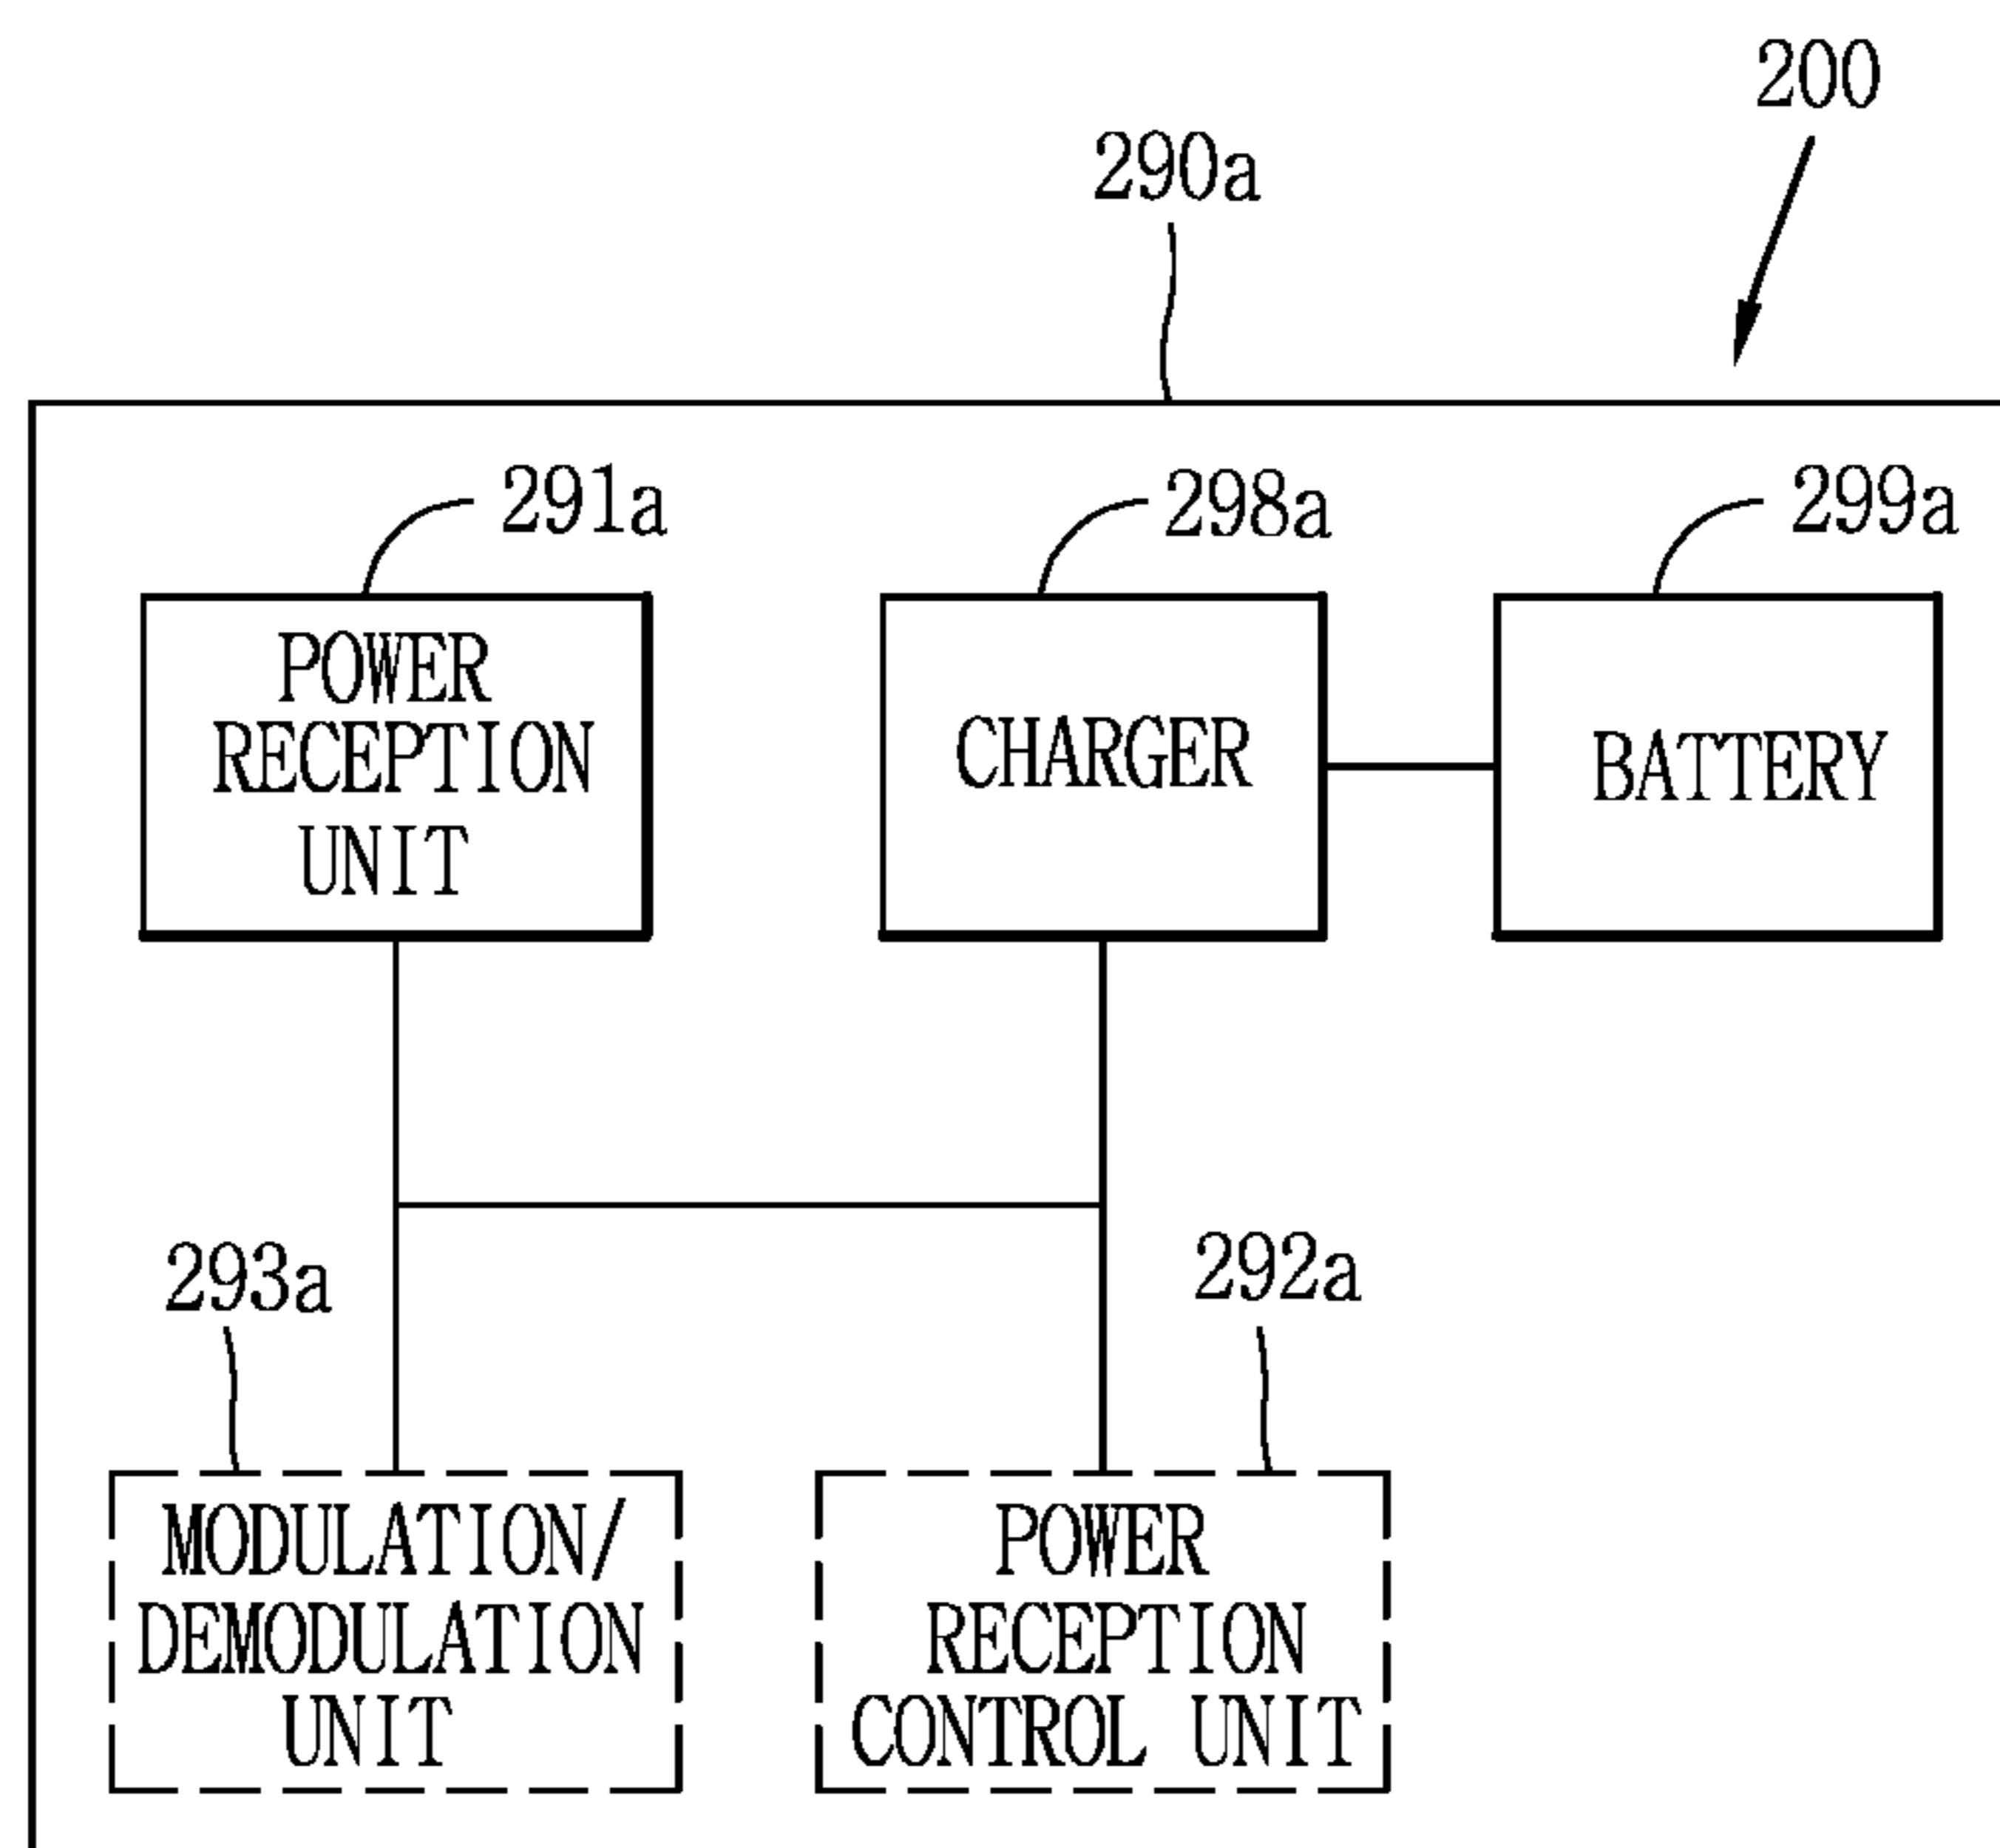 200
290a
291a
298a
299a
POWER
RECEPTION
UNIT
CHARGER
BATTERY
293a
292a
MODULATION/
DEMODULATION
UNIT
POWER
RECEPTION
CONTROL UNIT